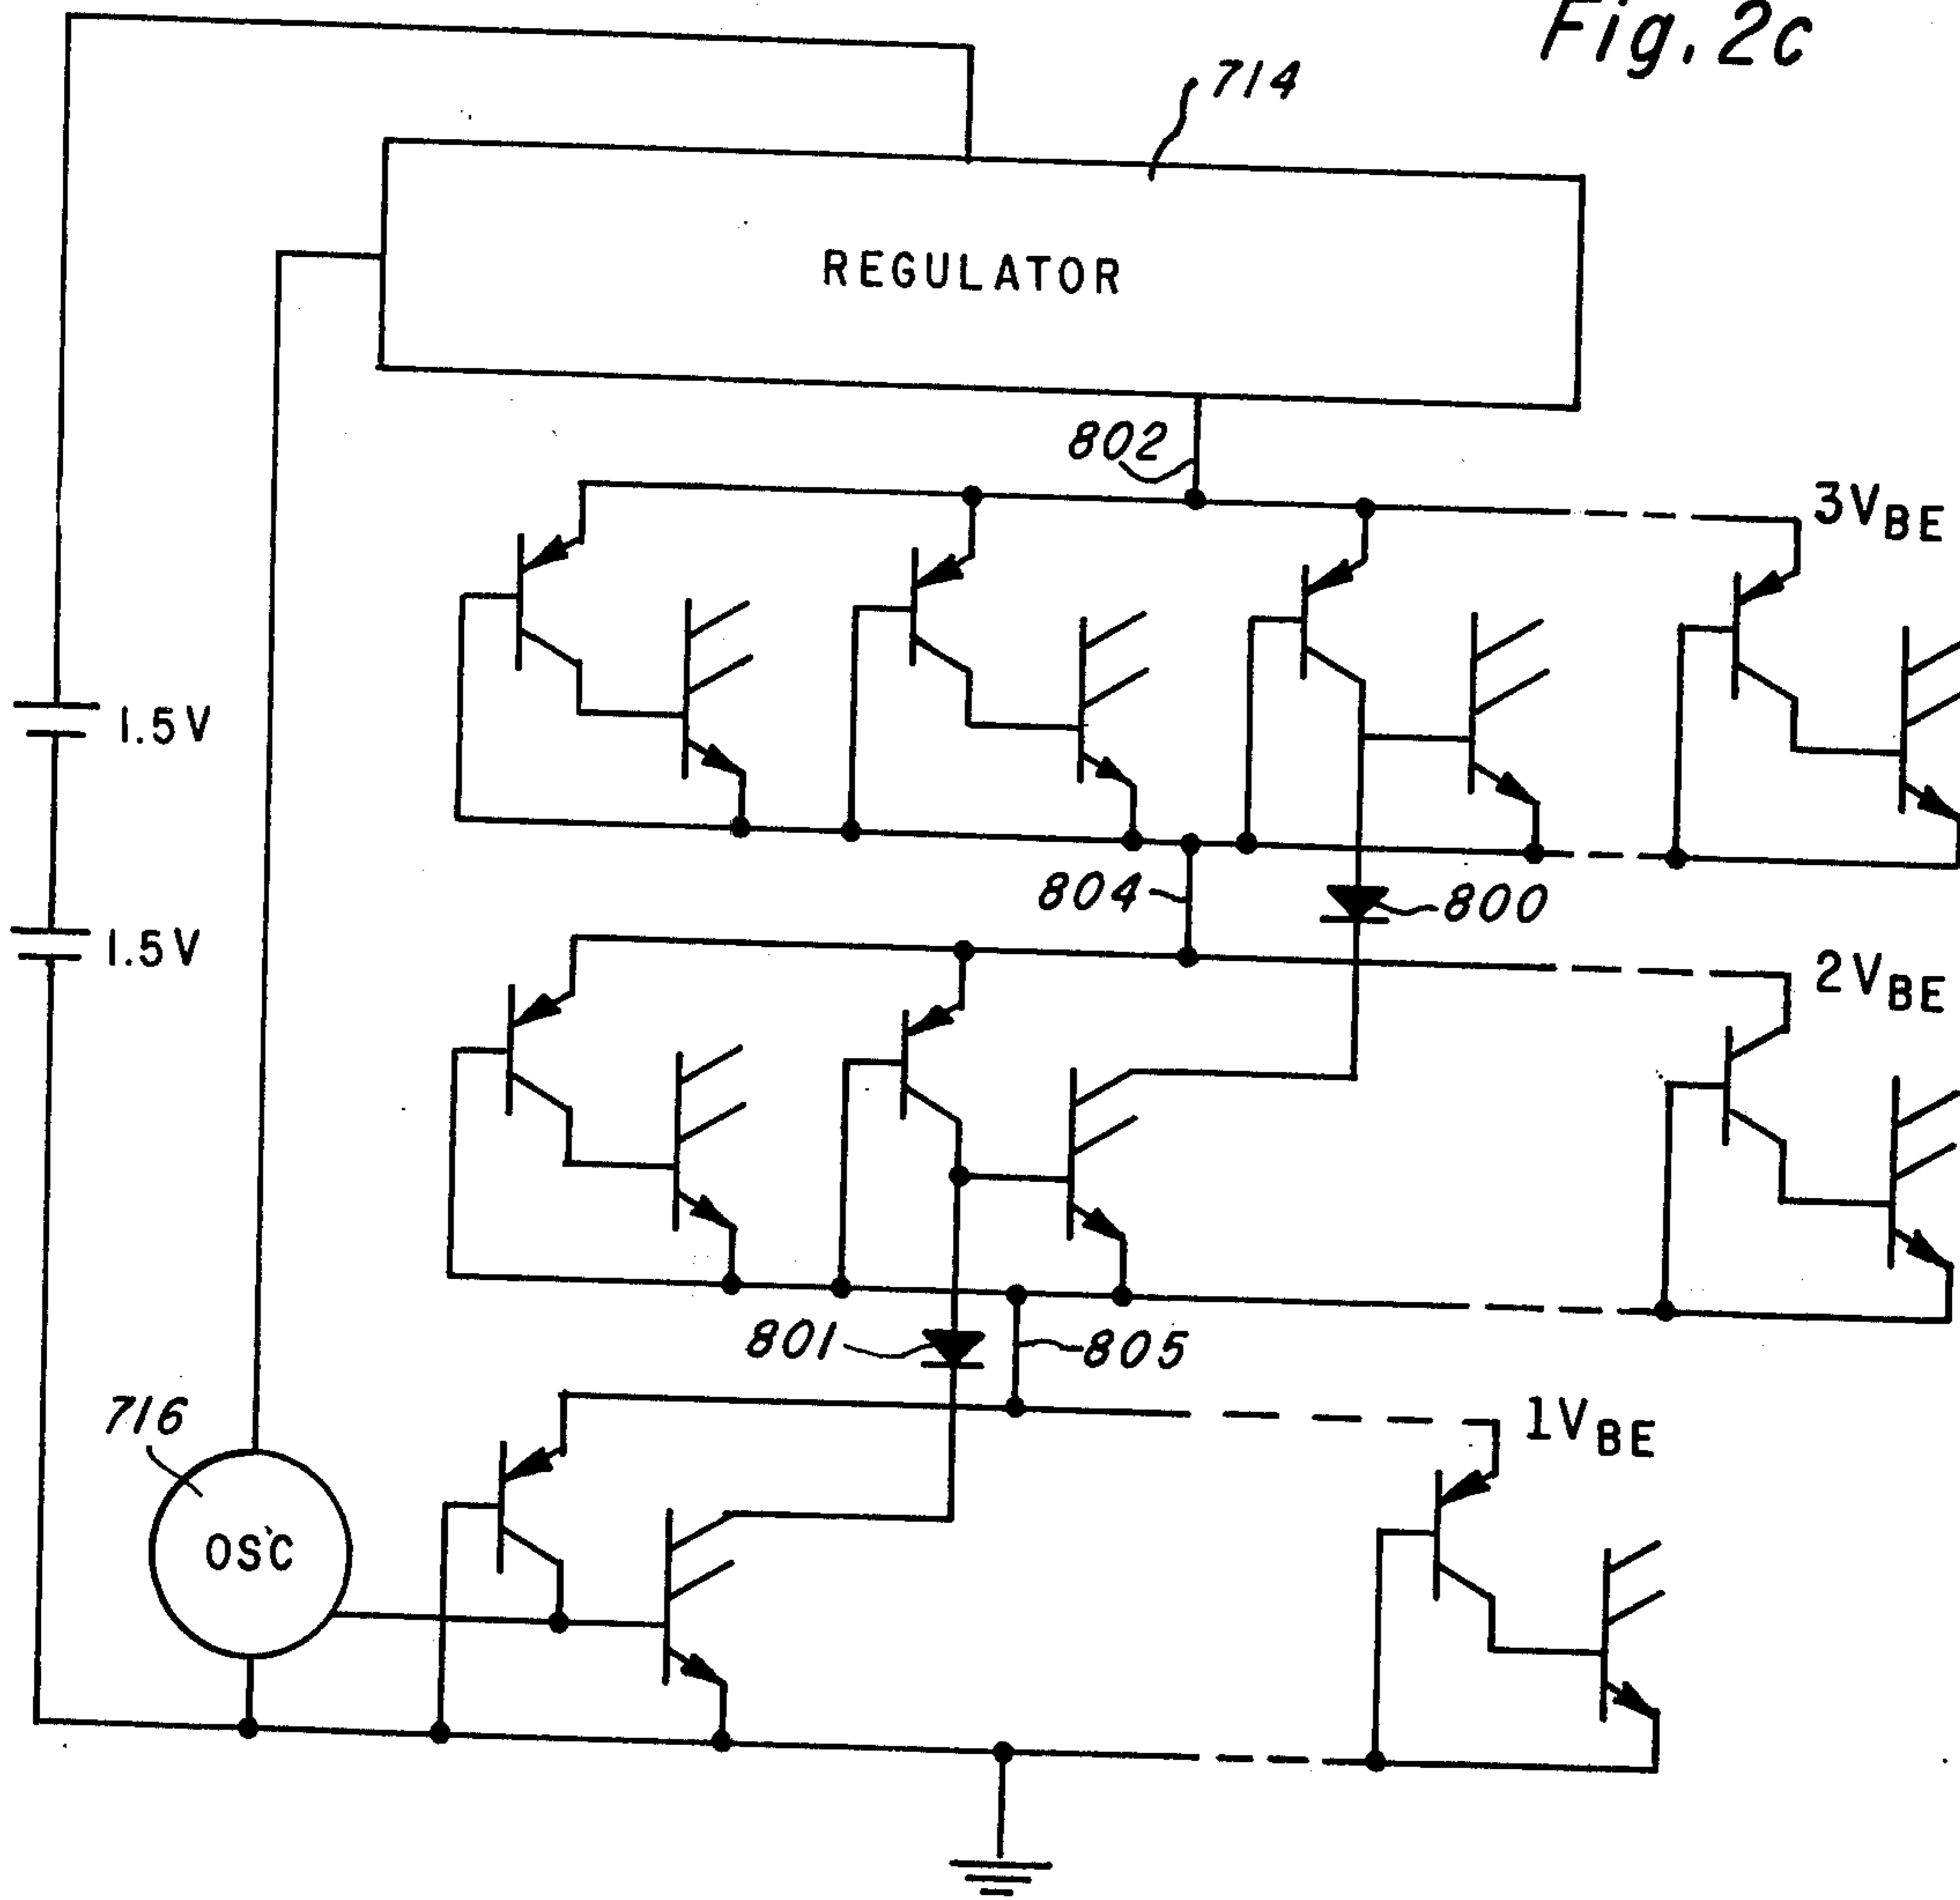 Fig. 2c
714
REGULATOR
802
3VBE
1.5V
804
800
1.5V
2VBE
801
805
716
1VBE
OSC